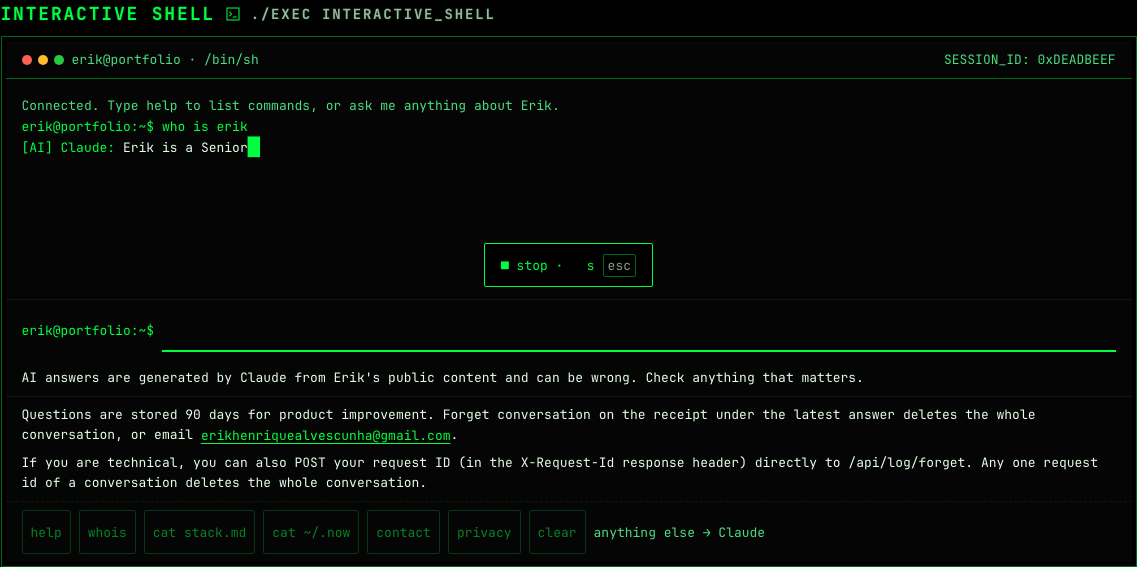 INTERACTIVE SHELL ./EXEC INTERACTIVE_SHELL
erik@portfolio · /bin/sh SESSION_ID: 0xDEADBEEF
Connected. Type help to list commands, or ask me anything about Erik.
erik@portfolio:~$ who is erik
[AI] Claude: Erik is a Senior
stop · s esc
erik@portfolio:~$
AI answers are generated by Claude from Erik's public content and can be wrong. Check anything that matters.
Questions are stored 90 days for product improvement. Forget conversation on the receipt under the latest answer deletes the whole
conversation, or email erikhenriquealvescunha@gmail.com.
If you are technical, you can also POST your request ID (in the X-Request-Id response header) directly to /api/log/forget. Any one request
id of a conversation deletes the whole conversation.
help whois cat stack.md cat ~/.now contact privacy clear anything else → Claude